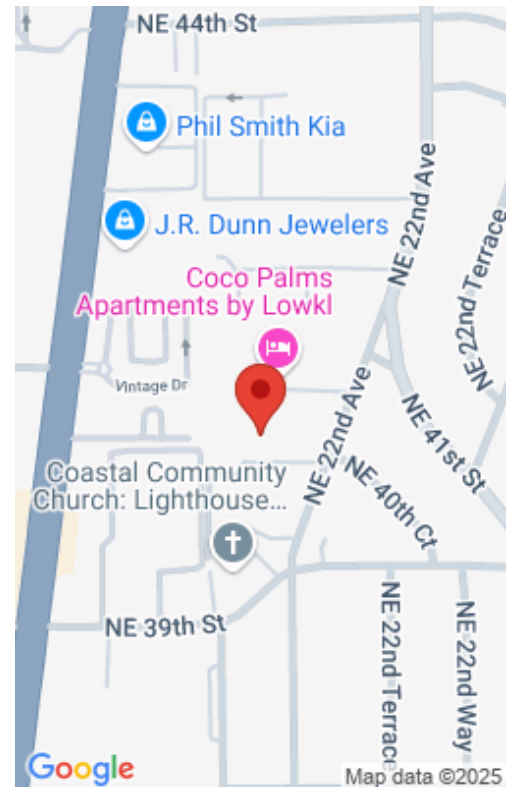 NE 44th St
Phil Smith Kia
J.R. Dunn Jewelers
NE 22nd Ave
NE 22nd Terrace
Coco Palms
Apartments by Lowkl
Vintage Dr
NE 22nd Ave
NE 41st St
NE 40th Ct
Coastal Community
Church: Lighthouse...
NE 39th St
NE 22nd Terrace
NE 22nd Way
Google
Map data ©2025